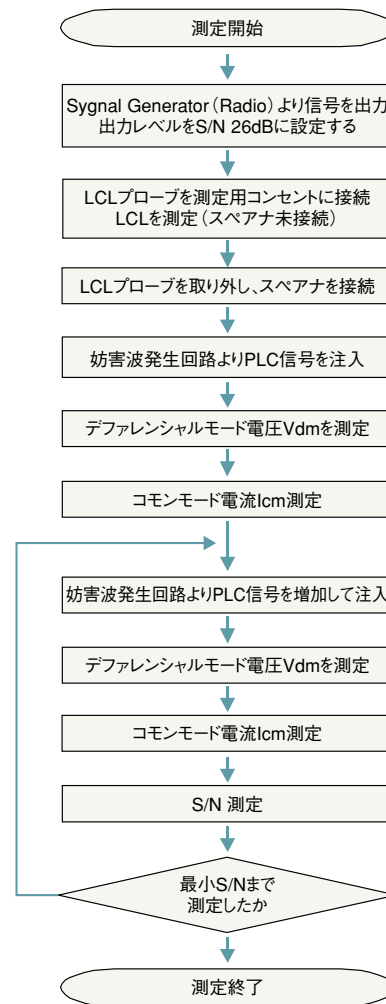 測定開始
Sygnal Generator（Radio）より信号を出力
出力レベルをS/N 26dBに設定する
LCLプローブを測定用コンセントに接続
LCLを測定（スペアナ未接続）
LCLプローブを取り外し、スペアナを接続
妨害波発生回路よりPLC信号を注入
デファレンシャルモード電圧Vdmを測定
コモンモード電流Icm測定
妨害波発生回路よりPLC信号を増加して注入
デファレンシャルモード電圧Vdmを測定
コモンモード電流Icm測定
S/N 測定
最小S/Nまで
測定したか
測定終了